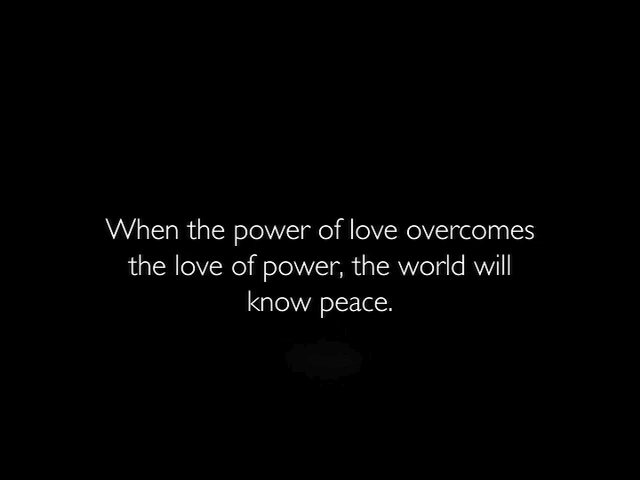 When the power of love overcomes
the love of power, the world will
know peace.